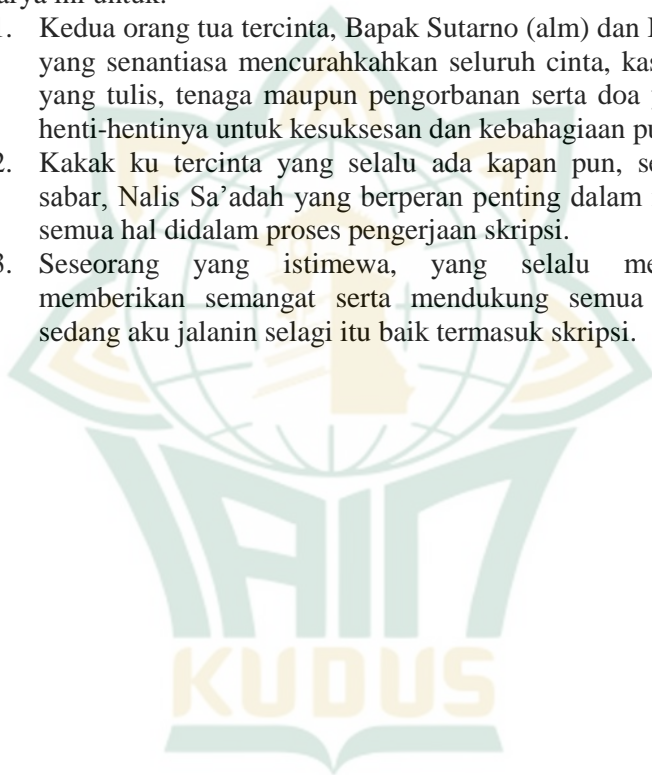 arya ini untuk:
1. Kedua orang tua tercinta, Bapak Sutarno (alm) dan
yang senantiasa mencurahkahkan seluruh cinta, kas
yang tulis, tenaga maupun pengorbanan serta doa
henti-hentinya untuk kesuksesan dan kebahagiaan pu
2. Kakak ku tercinta yang selalu ada kapan pun, se
sabar, Nalis Sa’adah yang berperan penting dalam
semua hal didalam proses pengerjaan skripsi.
3. Seseorang yang istimewa, yang selalu me
memberikan semangat serta mendukung semua
sedang aku jalanin selagi itu baik termasuk skripsi.
IAIN
KUDUS